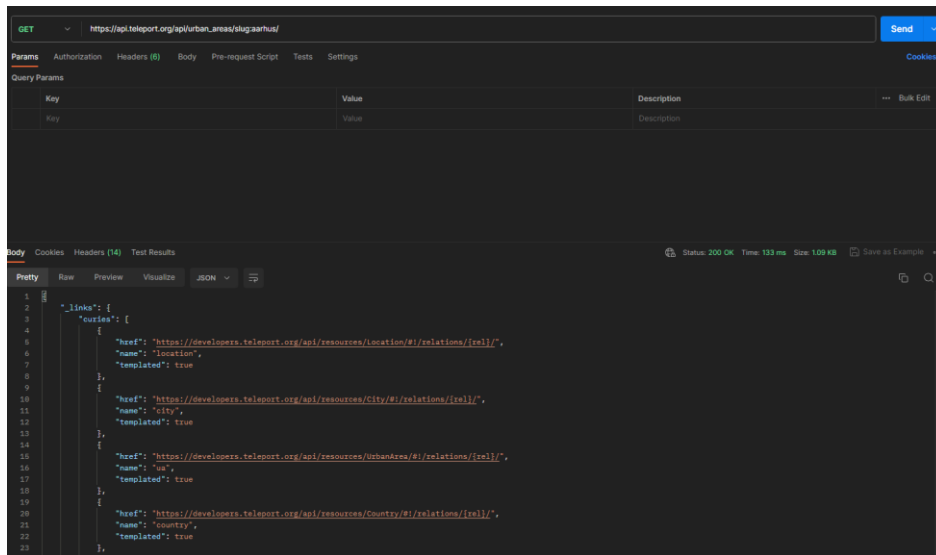 GET https://api.teleport.org/api/urban_areas/slug:aarhus/ Send
Params Authorization Headers (6) Body Pre-request Script Tests Settings Cookies
Query Params
Key Value Description ••• Bulk Edit
Key Value Description
Body Cookies Headers (14) Test Results Status: 200 OK Time: 133 ms Size: 1.09 KB Save as Example
Pretty Raw Preview Visualize JSON
1 {
2 "_links": {
3 "curies": [
4 {
5 "href": "https://developers.teleport.org/api/resources/Location/#!/relations/{rel}/",
6 "name": "location",
7 "templated": true
8 },
9 {
10 "href": "https://developers.teleport.org/api/resources/City/#!/relations/{rel}/",
11 "name": "city",
12 "templated": true
13 },
14 {
15 "href": "https://developers.teleport.org/api/resources/UrbanArea/#!/relations/{rel}/",
16 "name": "ua",
17 "templated": true
18 },
19 {
20 "href": "https://developers.teleport.org/api/resources/Country/#!/relations/{rel}/",
21 "name": "country",
22 "templated": true
23 },